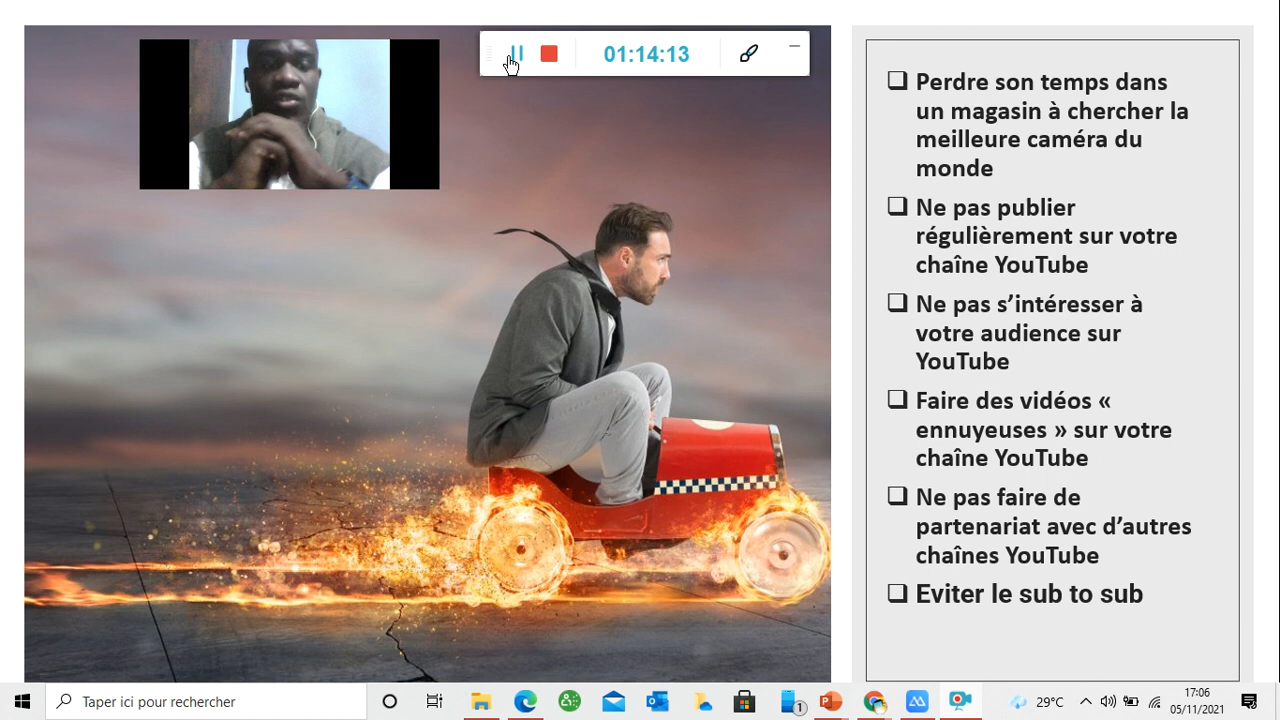 01:14:13
❑ Perdre son temps dans
un magasin à chercher la
meilleure caméra du
monde
❑ Ne pas publier
régulièrement sur votre
chaîne YouTube
❑ Ne pas s’intéresser à
votre audience sur
YouTube
❑ Faire des vidéos «
ennuyeuses » sur votre
chaîne YouTube
❑ Ne pas faire de
partenariat avec d’autres
chaînes YouTube
❑ Eviter le sub to sub
Taper ici pour rechercher
1
29°C
17:06
05/11/2021